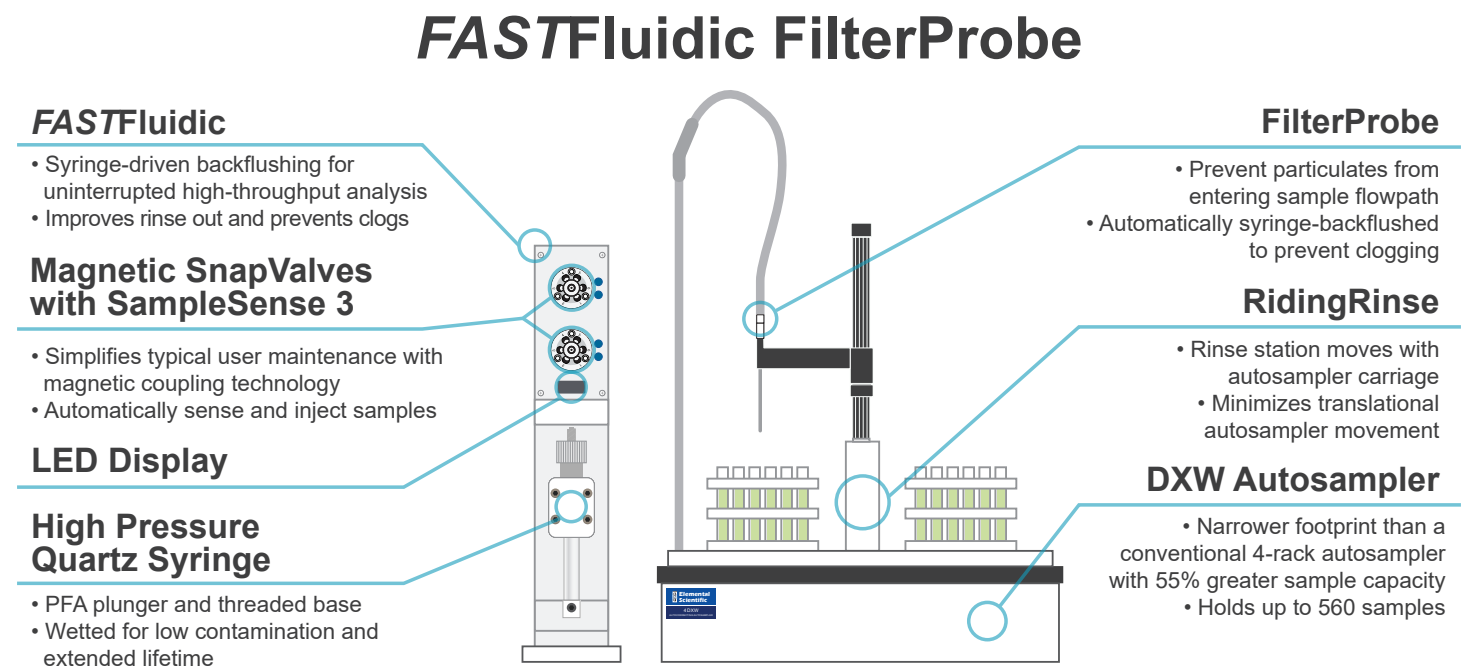 FASTFluidic FilterProbe
FASTFluidic
• Syringe-driven backflushing for
uninterrupted high-throughput analysis
• Improves rinse out and prevents clogs
Magnetic SnapValves
with SampleSense 3
• Simplifies typical user maintenance with
magnetic coupling technology
• Automatically sense and inject samples
LED Display
High Pressure
Quartz Syringe
• PFA plunger and threaded base
• Wetted for low contamination and
extended lifetime
FilterProbe
• Prevent particulates from
entering sample flowpath
• Automatically syringe-backflushed
to prevent clogging
RidingRinse
• Rinse station moves with
autosampler carriage
• Minimizes translational
autosampler movement
DXW Autosampler
• Narrower footprint than a
conventional 4-rack autosampler
with 55% greater sample capacity
• Holds up to 560 samples
Elemental
Scientific
4DXW